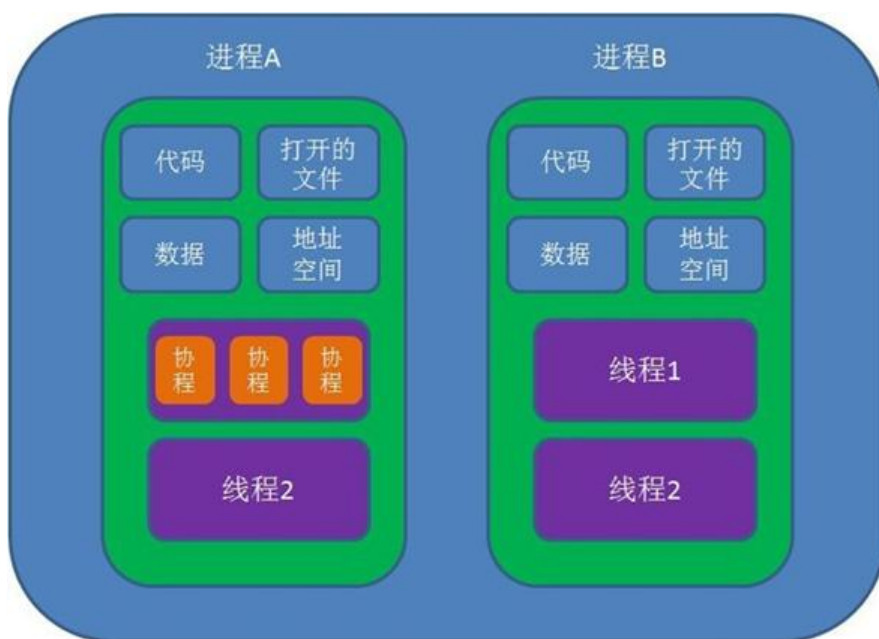 进程A
进程B
代码
打开的
文件
数据
地址
空间
协
程
协
程
协
程
线程2
代码
打开的
文件
数据
地址
空间
线程1
线程2